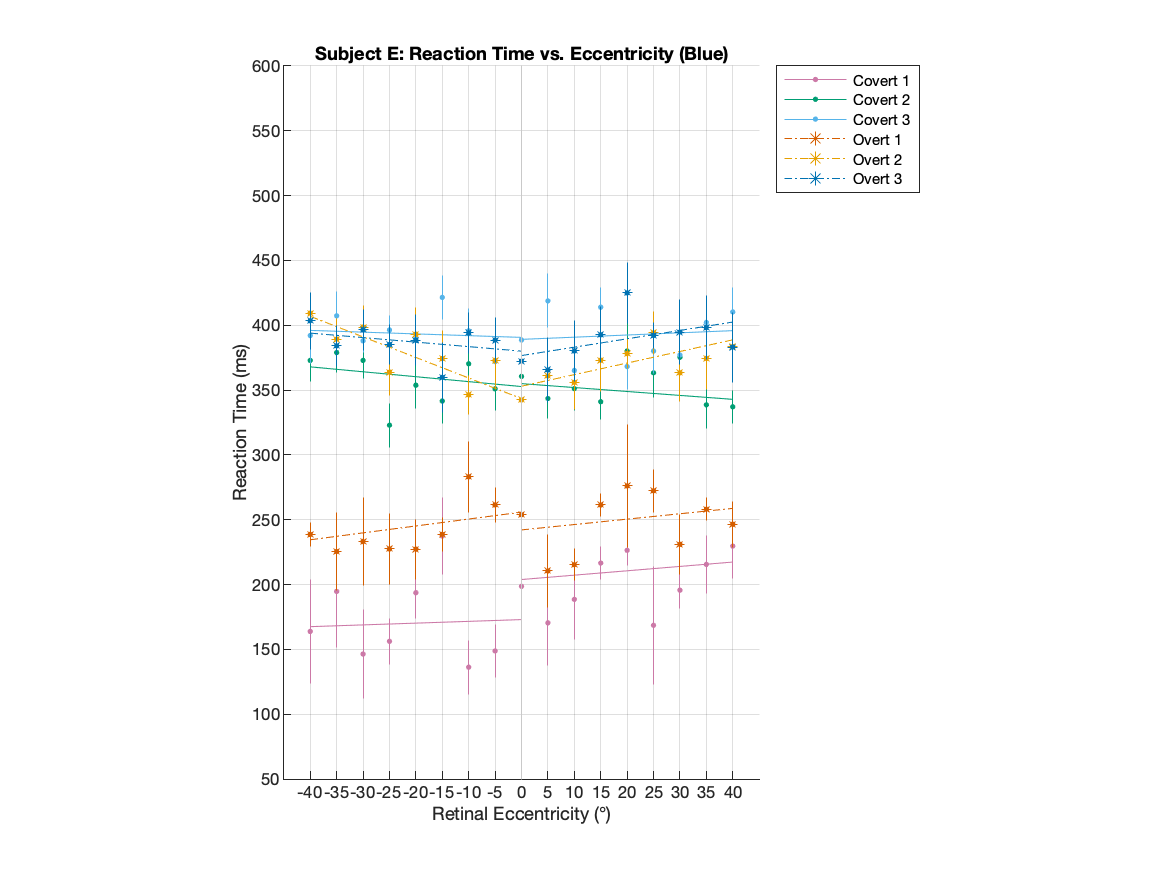 Subject E: Reaction Time vs. Eccentricity (Blue)
600
550
500
450
400
350
300
250
200
150
100
50
Reaction Time (ms)
-40 -35 -30 -25 -20 -15 -10 -5 0 5 10 15 20 25 30 35 40
Retinal Eccentricity (°)
Covert 1
Covert 2
Covert 3
Overt 1
Overt 2
Overt 3